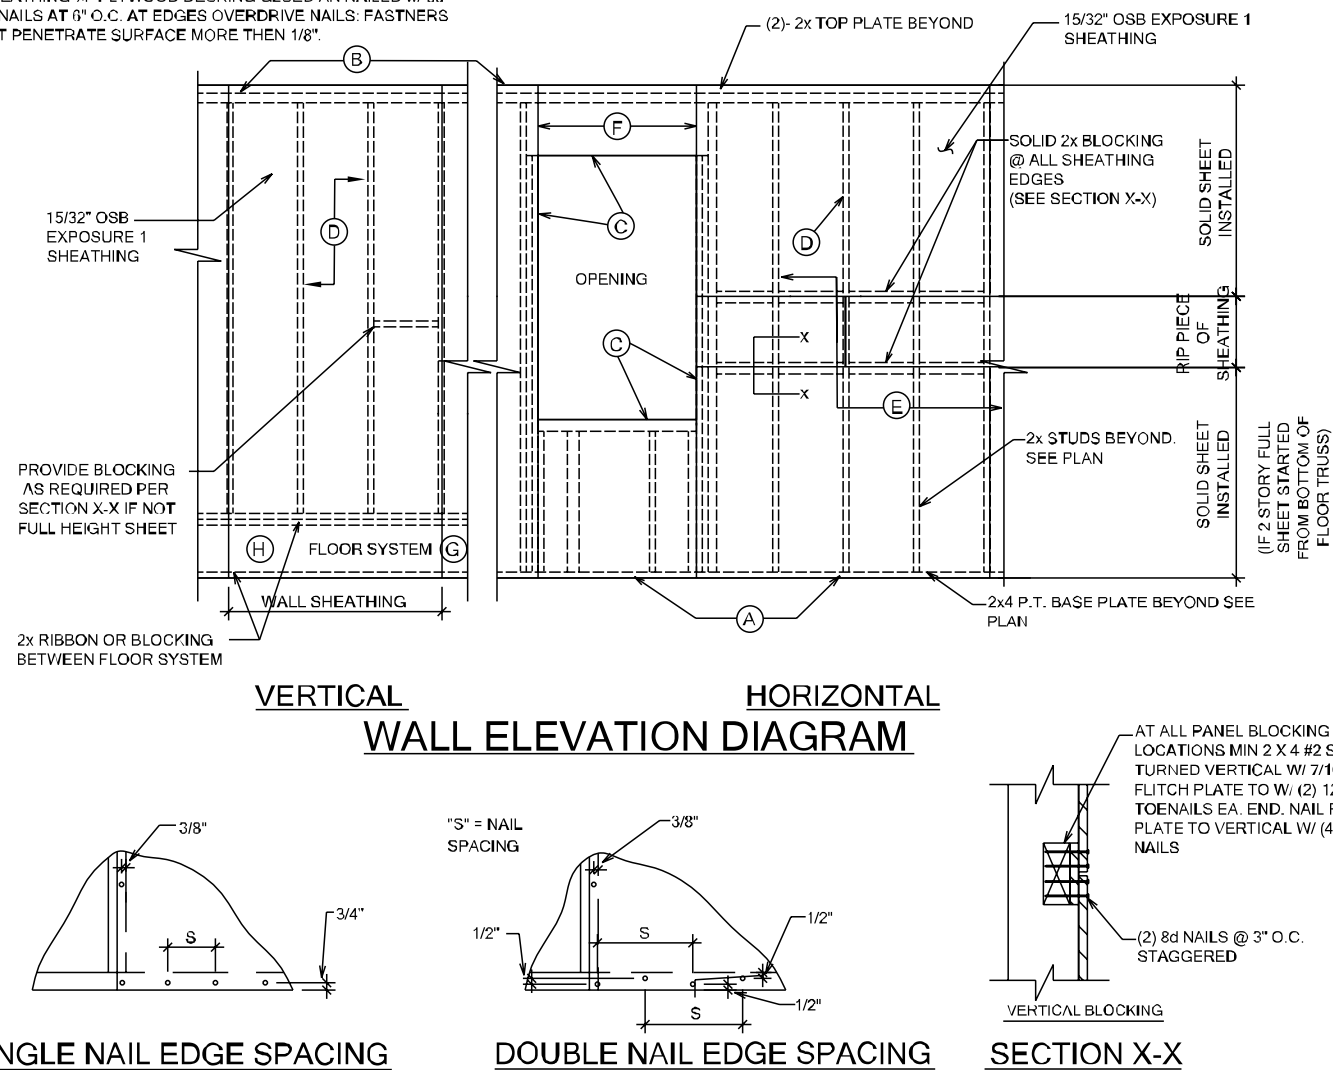 NAILS AT 6" O.C. AT EDGES OVERDRIVE NAILS: FASTNERS
T PENETRATE SURFACE MORE THEN 1/8".
(2)- 2x TOP PLATE BEYOND
15/32" OSB EXPOSURE 1
SHEATHING
B
F
SOLID 2x BLOCKING
@ ALL SHEATHING
EDGES
(SEE SECTION X-X)
SOLID SHEET
INSTALLED
15/32" OSB
EXPOSURE 1
SHEATHING
D
C
D
OPENING
RIP PIECE
OF
SHEATHING
C
X
X
E
2x STUDS BEYOND.
SEE PLAN
SOLID SHEET
INSTALLED
(IF 2 STORY FULL
SHEET STARTED
FROM BOTTOM OF
FLOOR TRUSS)
PROVIDE BLOCKING
AS REQUIRED PER
SECTION X-X IF NOT
FULL HEIGHT SHEET
H
FLOOR SYSTEM
G
WALL SHEATHING
A
2x4 P.T. BASE PLATE BEYOND SEE
PLAN
2x RIBBON OR BLOCKING
BETWEEN FLOOR SYSTEM
VERTICAL
HORIZONTAL
WALL ELEVATION DIAGRAM
AT ALL PANEL BLOCKING
LOCATIONS MIN 2 X 4 #2 S
TURNED VERTICAL W/ 7/1
FLITCH PLATE TO W/ (2) 12
TOENAILS EA. END. NAIL
PLATE TO VERTICAL W/ (4
NAILS
3/8"
S
3/4"
"S" = NAIL
SPACING
3/8"
1/2"
S
1/2"
1/2"
S
(2) 8d NAILS @ 3" O.C.
STAGGERED
VERTICAL BLOCKING
NGLE NAIL EDGE SPACING
DOUBLE NAIL EDGE SPACING
SECTION X-X